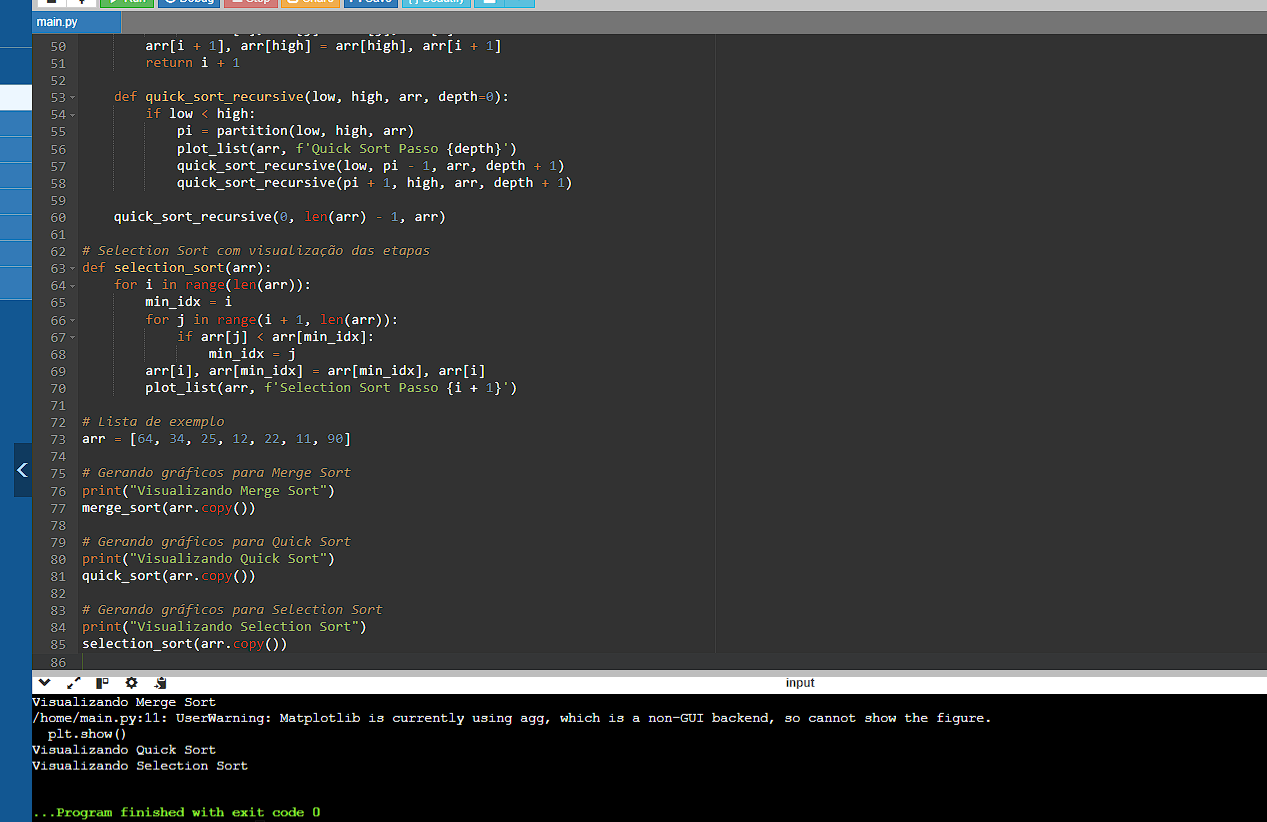 Run Debug Stop Share Save { } Beautify
main.py
50 arr[i + 1], arr[high] = arr[high], arr[i + 1]
51 return i + 1
52
53 def quick_sort_recursive(low, high, arr, depth=0):
54 if low < high:
55 pi = partition(low, high, arr)
56 plot_list(arr, f'Quick Sort Passo {depth}')
57 quick_sort_recursive(low, pi - 1, arr, depth + 1)
58 quick_sort_recursive(pi + 1, high, arr, depth + 1)
59
60 quick_sort_recursive(0, len(arr) - 1, arr)
61
62 # Selection Sort com visualização das etapas
63 def selection_sort(arr):
64 for i in range(len(arr)):
65 min_idx = i
66 for j in range(i + 1, len(arr)):
67 if arr[j] < arr[min_idx]:
68 min_idx = j
69 arr[i], arr[min_idx] = arr[min_idx], arr[i]
70 plot_list(arr, f'Selection Sort Passo {i + 1}')
71
72 # Lista de exemplo
73 arr = [64, 34, 25, 12, 22, 11, 90]
74
75 # Gerando gráficos para Merge Sort
76 print("Visualizando Merge Sort")
77 merge_sort(arr.copy())
78
79 # Gerando gráficos para Quick Sort
80 print("Visualizando Quick Sort")
81 quick_sort(arr.copy())
82
83 # Gerando gráficos para Selection Sort
84 print("Visualizando Selection Sort")
85 selection_sort(arr.copy())
86
input
Visualizando Merge Sort
/home/main.py:11: UserWarning: Matplotlib is currently using agg, which is a non-GUI backend, so cannot show the figure.
plt.show()
Visualizando Quick Sort
Visualizando Selection Sort
...Program finished with exit code 0